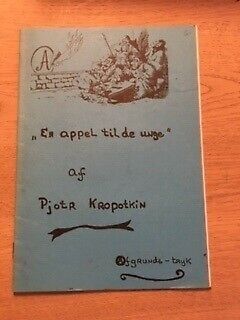 A
„En appel til de unge"
af
Pjotr Kropotkin
Afgrunds-tryk